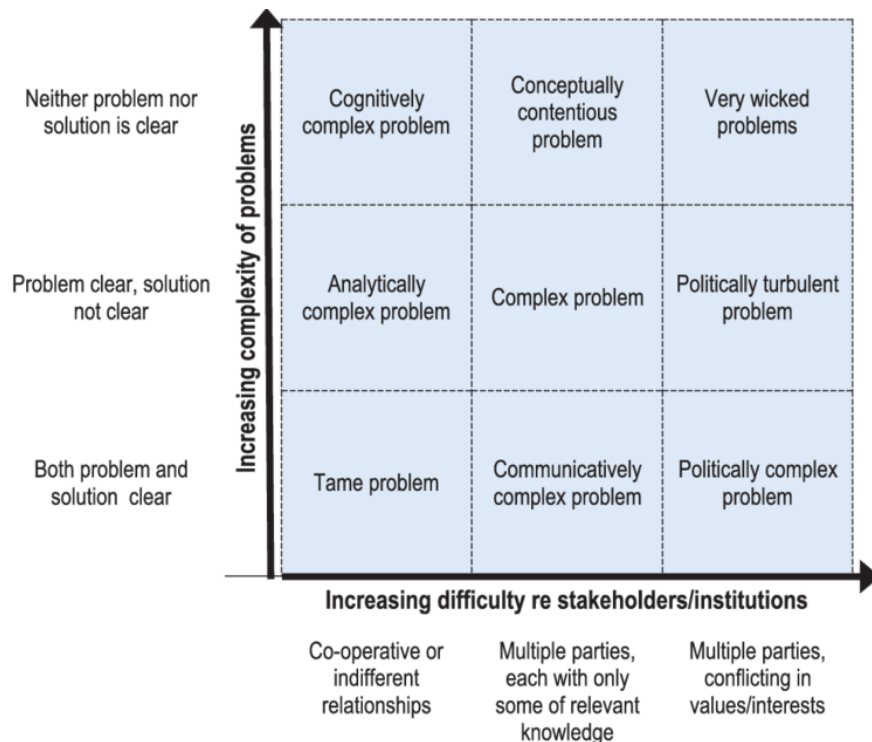 Neither problem nor
solution is clear
Cognitively
complex problem
Conceptually
contentious
problem
Very wicked
problems
Increasing complexity of problems
Problem clear, solution
not clear
Analytically
complex problem
Complex problem
Politically turbulent
problem
Both problem and
solution clear
Tame problem
Communicatively
complex problem
Politically complex
problem
Increasing difficulty re stakeholders/institutions
Co-operative or
indifferent
relationships
Multiple parties,
each with only
some of relevant
knowledge
Multiple parties,
conflicting in
values/interests